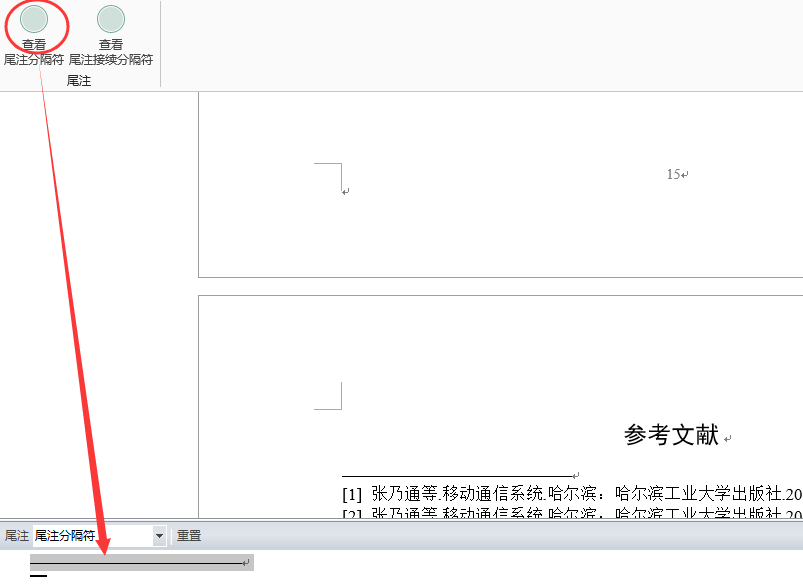 查看
尾注分隔符
查看
尾注接续分隔符
尾注
15
参考文献
[1] 张乃通等.移动通信系统.哈尔滨：哈尔滨工业大学出版社.20
[2] 张乃通等.移动通信系统.哈尔滨：哈尔滨工业大学出版社.20
尾注 尾注分隔符 重置